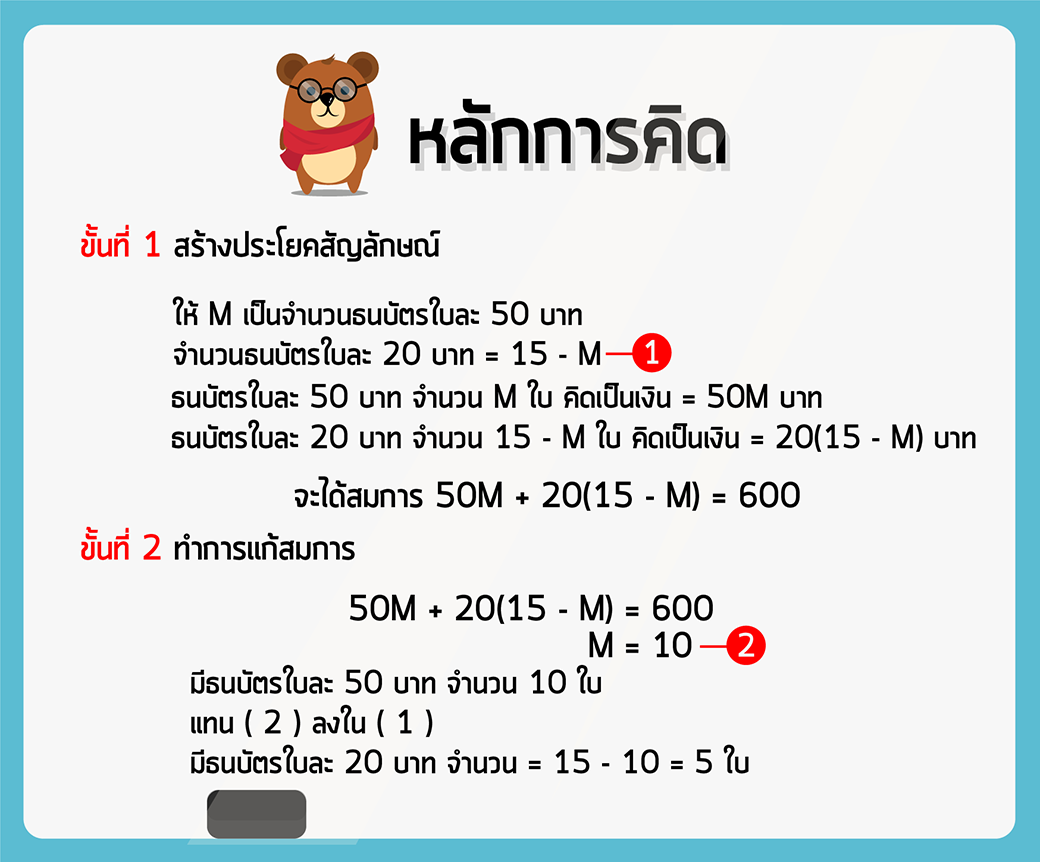 หลักการคิด
ขั้นที่ 1 สร้างประโยคสัญลักษณ์
ให้ M เป็นจำนวนธนบัตรใบละ 50 บาท
จำนวนธนบัตรใบละ 20 บาท = 15 - M 1
ธนบัตรใบละ 50 บาท จำนวน M ใบ คิดเป็นเงิน = 50M บาท
ธนบัตรใบละ 20 บาท จำนวน 15 - M ใบ คิดเป็นเงิน = 20(15 - M) บาท
จะได้สมการ 50M + 20(15 - M) = 600
ขั้นที่ 2 ทำการแก้สมการ
50M + 20(15 - M) = 600
M = 10 2
มีธนบัตรใบละ 50 บาท จำนวน 10 ใบ
แทน ( 2 ) ลงใน ( 1 )
มีธนบัตรใบละ 20 บาท จำนวน = 15 - 10 = 5 ใบ